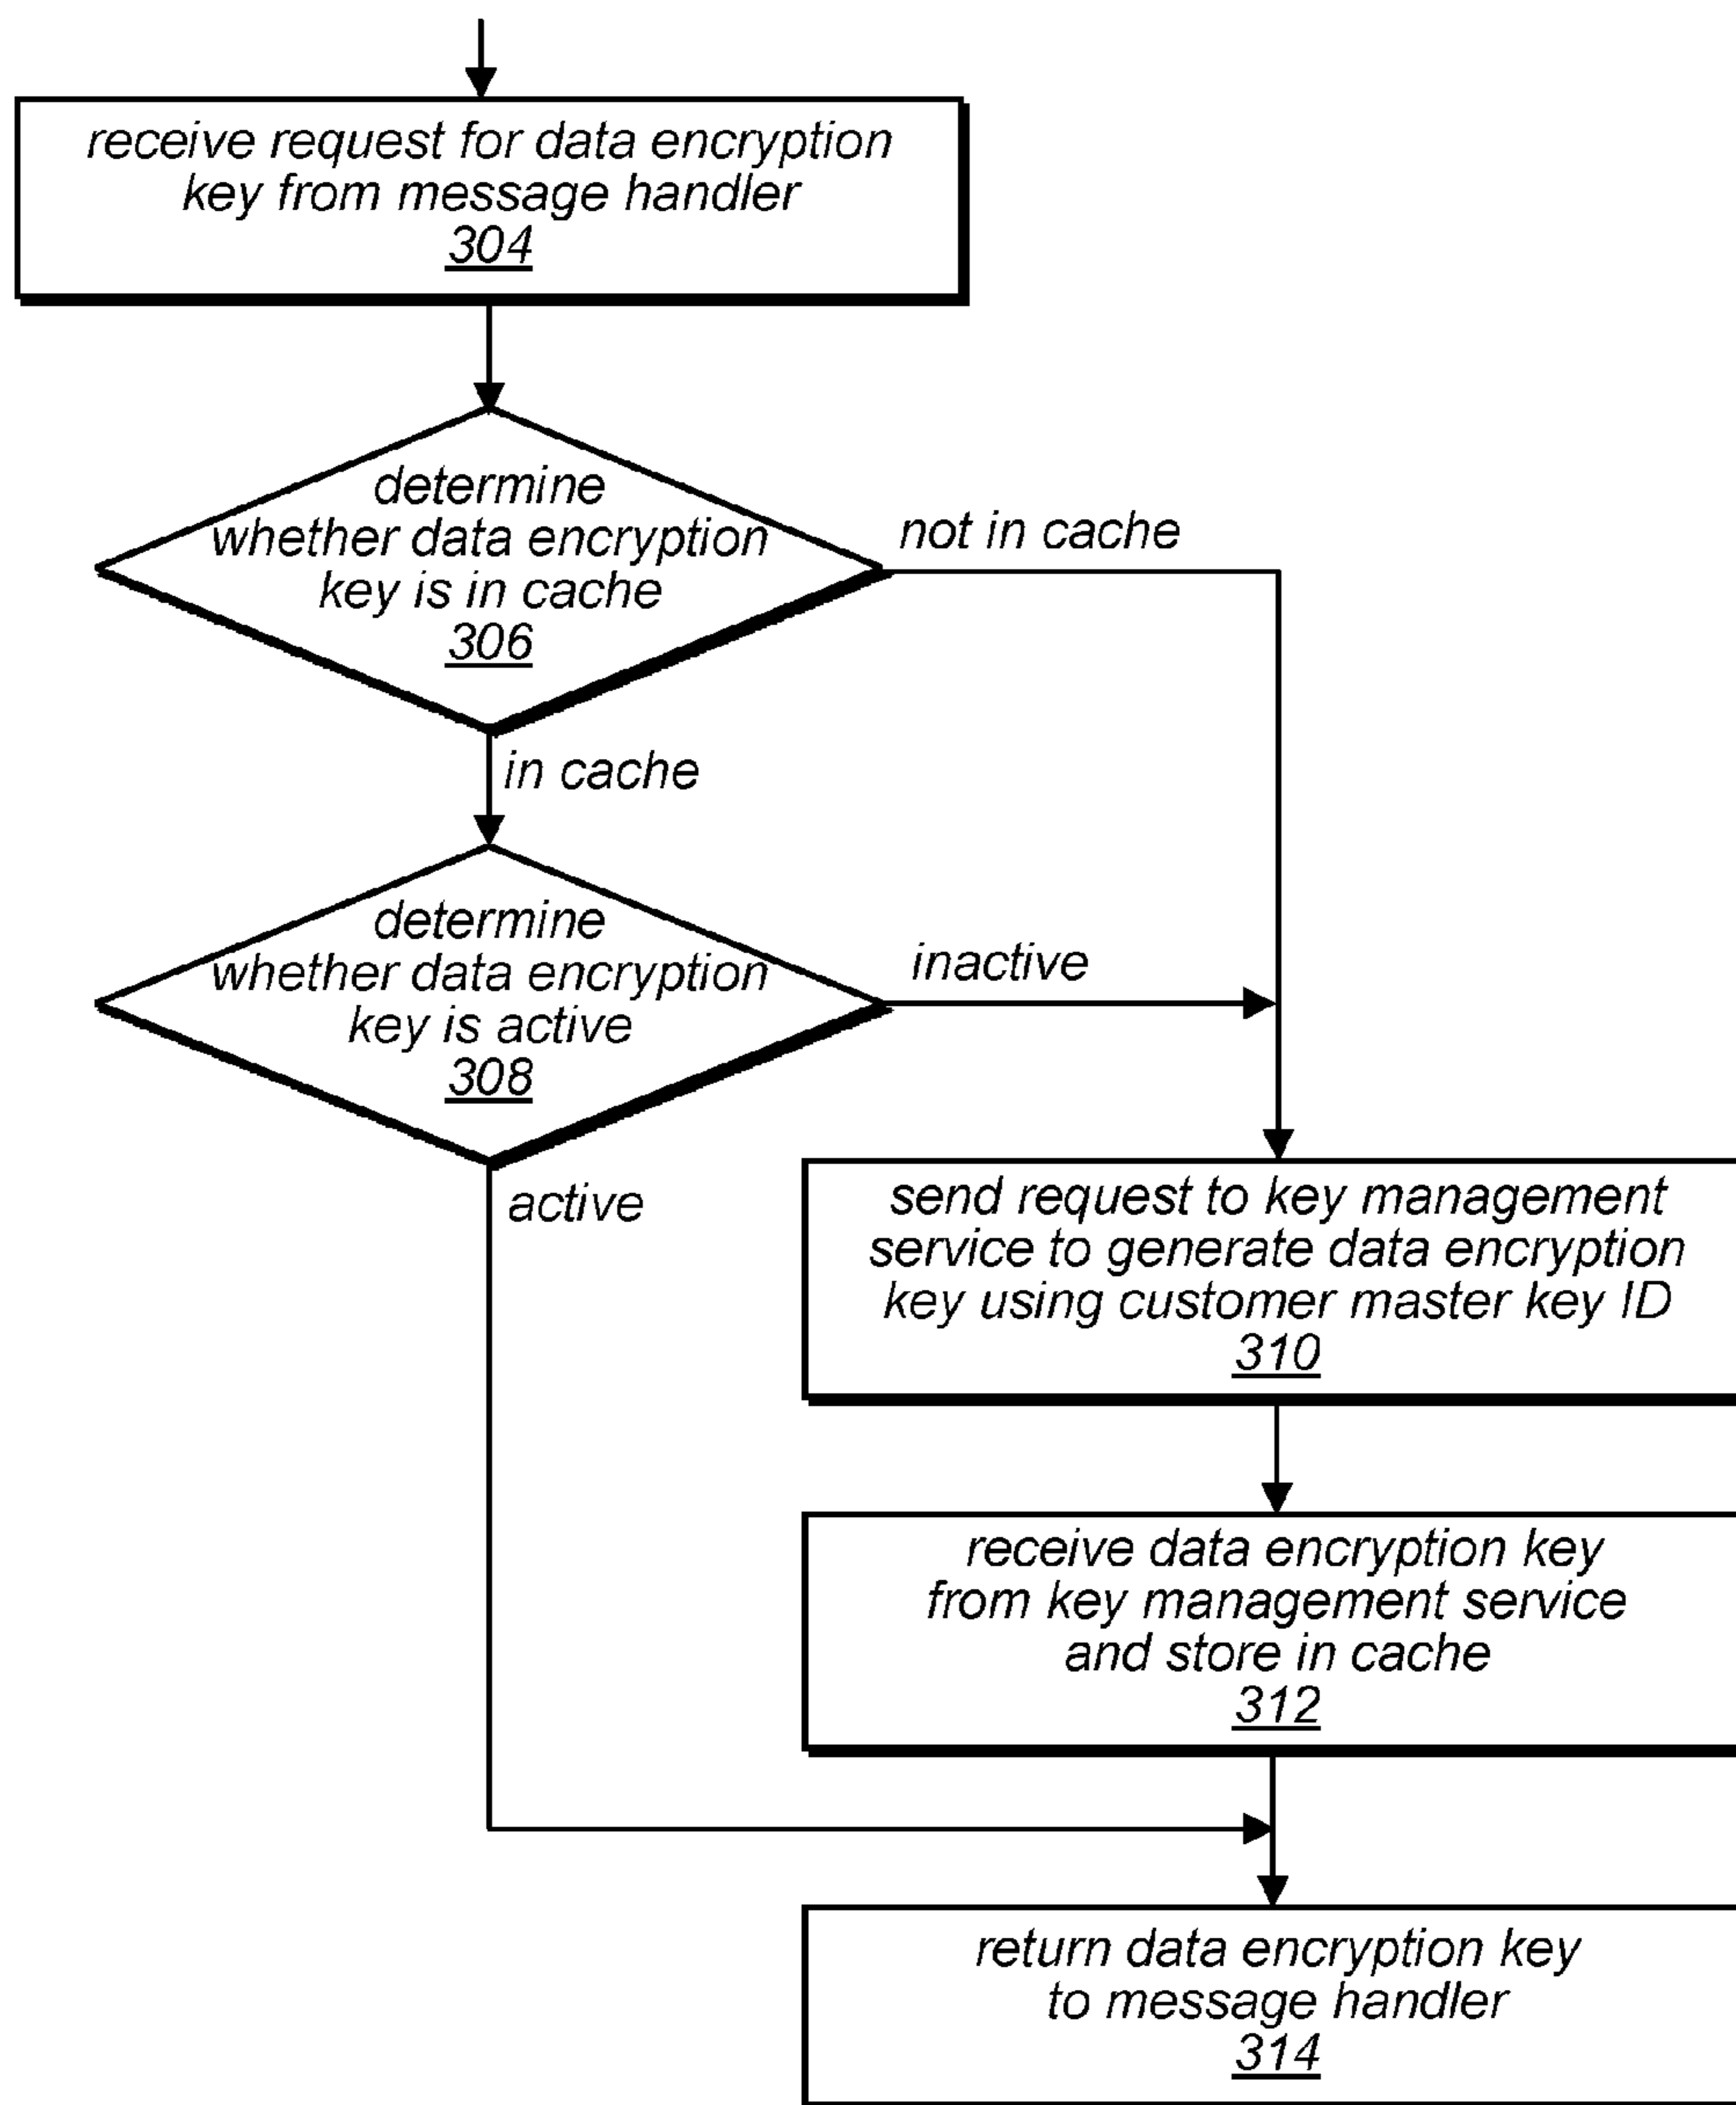 receive request for data encryption
key from message handler
304
determine
whether data encryption
key is in cache
306
not in cache
in cache
determine
whether data encryption
key is active
308
inactive
active
send request to key management
service to generate data encryption
key using customer master key ID
310
receive data encryption key
from key management service
and store in cache
312
return data encryption key
to message handler
314